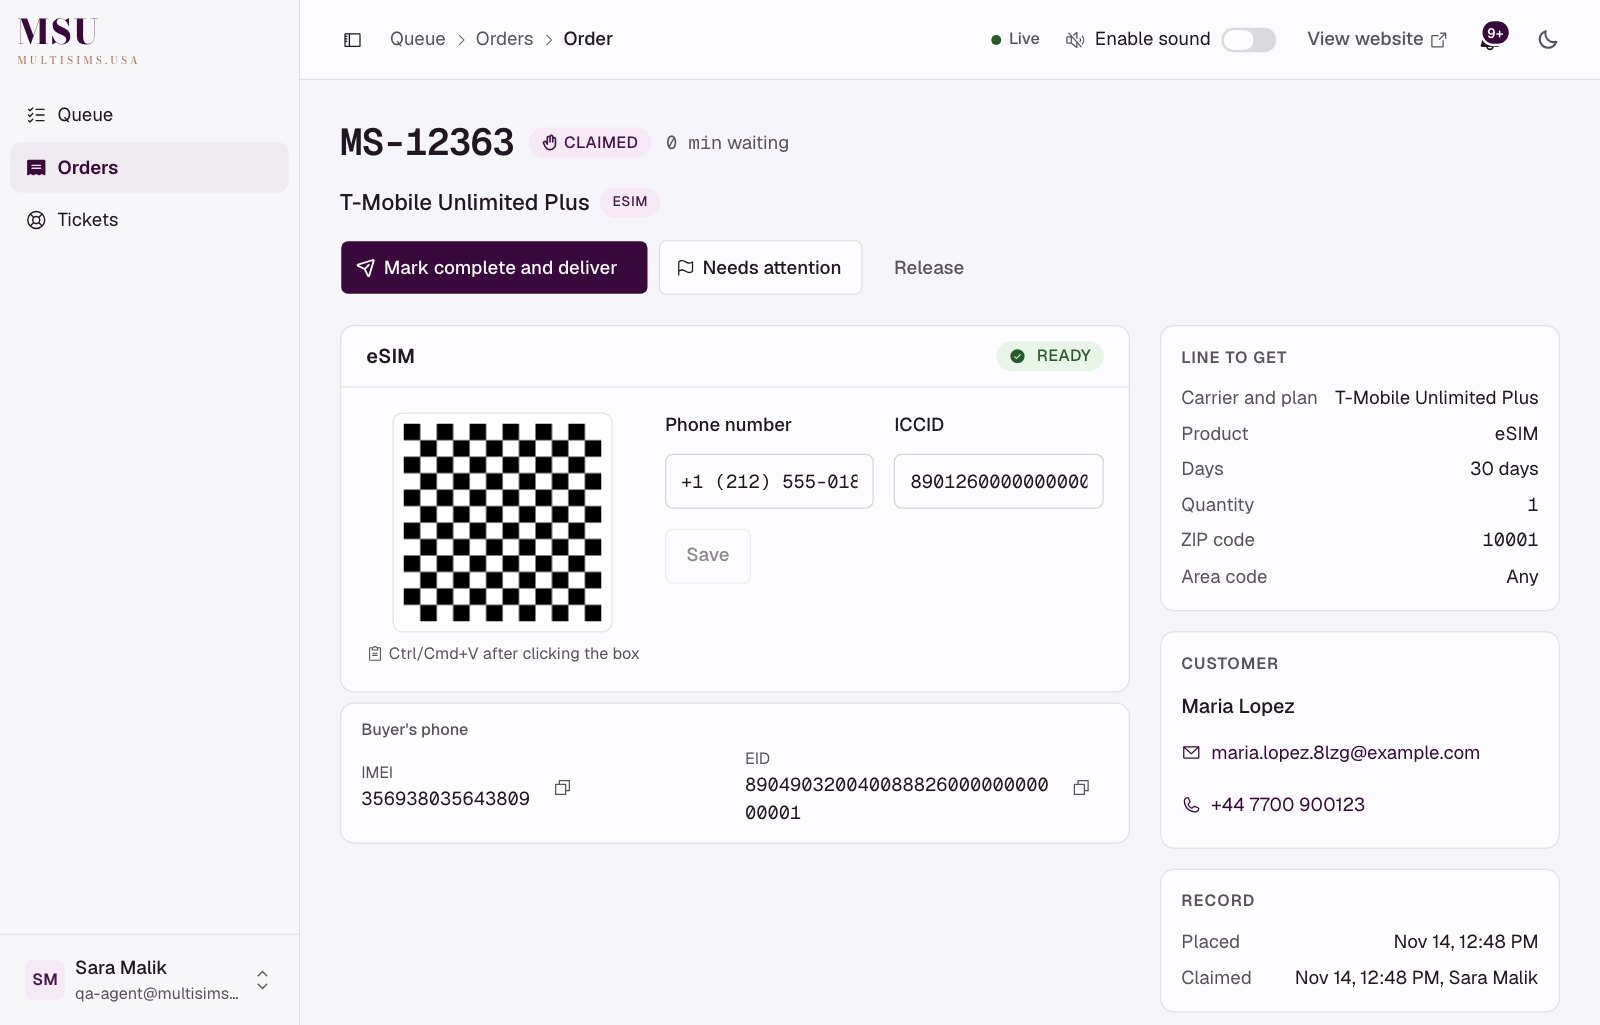 MSU
MULTISIMS.USA
Queue
Orders
Tickets
SM
Sara Malik
qa-agent@multisims...
Queue > Orders > Order
Live
Enable sound
View website
9+
MS-12363 CLAIMED 0 min waiting
T-Mobile Unlimited Plus ESIM
Mark complete and deliver
Needs attention
Release
eSIM
READY
Phone number
+1 (212) 555-018
ICCID
8901260000000000
Save
Ctrl/Cmd+V after clicking the box
Buyer's phone
IMEI
356938035643809
EID
890490320040088826000000000
00001
LINE TO GET
Carrier and plan T-Mobile Unlimited Plus
Product eSIM
Days 30 days
Quantity 1
ZIP code 10001
Area code Any
CUSTOMER
Maria Lopez
maria.lopez.8lzg@example.com
+44 7700 900123
RECORD
Placed Nov 14, 12:48 PM
Claimed Nov 14, 12:48 PM, Sara Malik